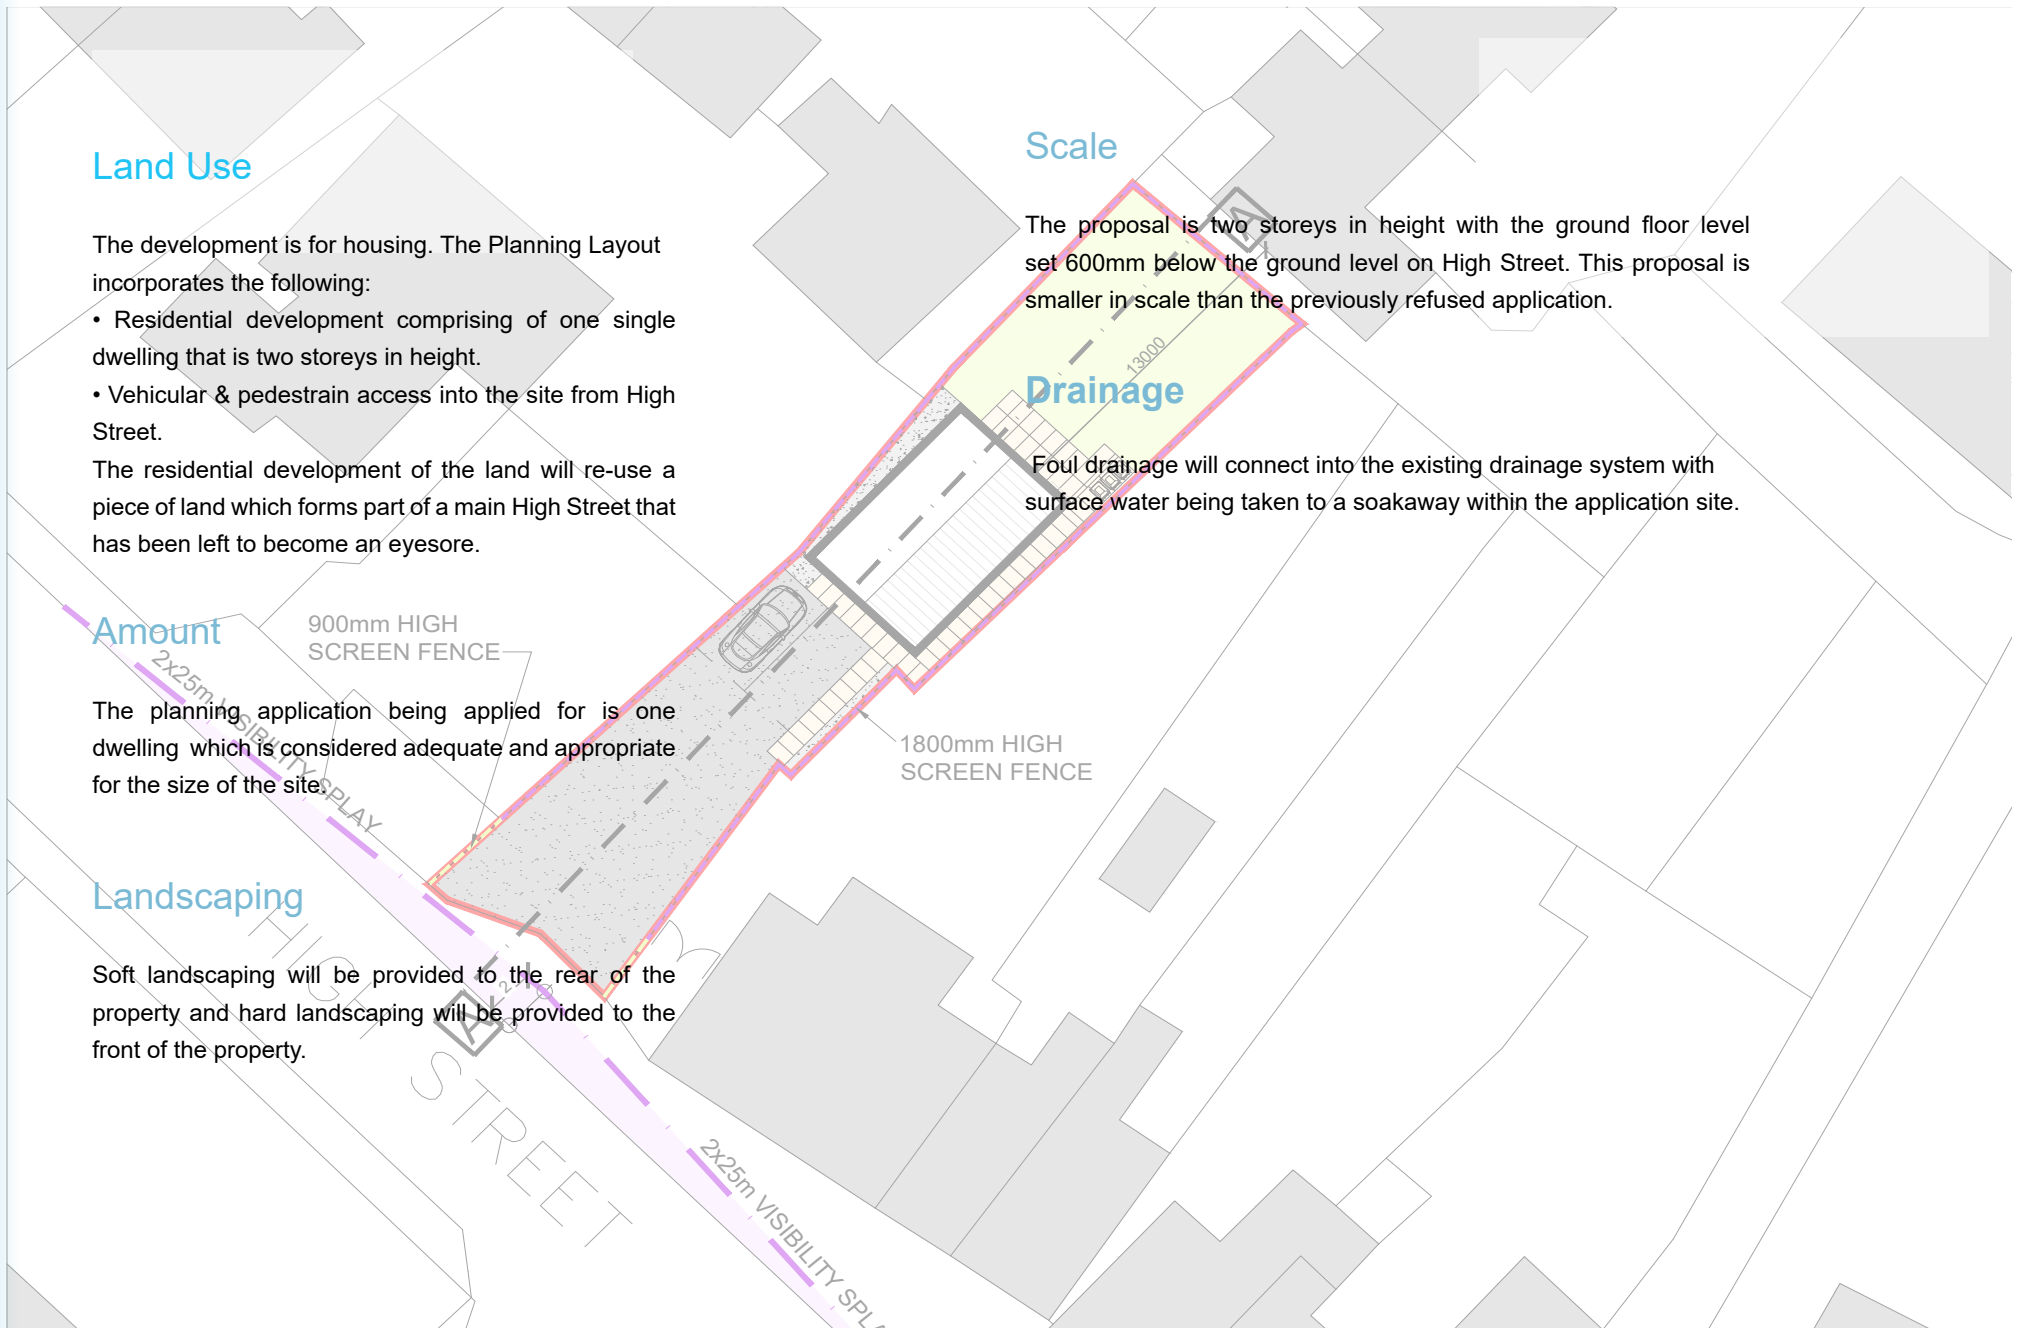 Land Use
The development is for housing. The Planning Layout
incorporates the following:
• Residential development comprising of one single
dwelling that is two storeys in height.
• Vehicular & pedestrain access into the site from High
Street.
The residential development of the land will re-use a
piece of land which forms part of a main High Street that
has been left to become an eyesore.
Amount
The planning application being applied for is one
dwelling which is considered adequate and appropriate
for the size of the site.
Landscaping
Soft landscaping will be provided to the rear of the
property and hard landscaping will be provided to the
front of the property.
Scale
The proposal is two storeys in height with the ground floor level
set 600mm below the ground level on High Street. This proposal is
smaller in scale than the previously refused application.
Drainage
Foul drainage will connect into the existing drainage system with
surface water being taken to a soakaway within the application site.
900mm HIGH
SCREEN FENCE
1800mm HIGH
SCREEN FENCE
13000
A
A
2x25m VISIBILITY SPLAY
HIGH STREET
2x25m VISIBILITY SPLA